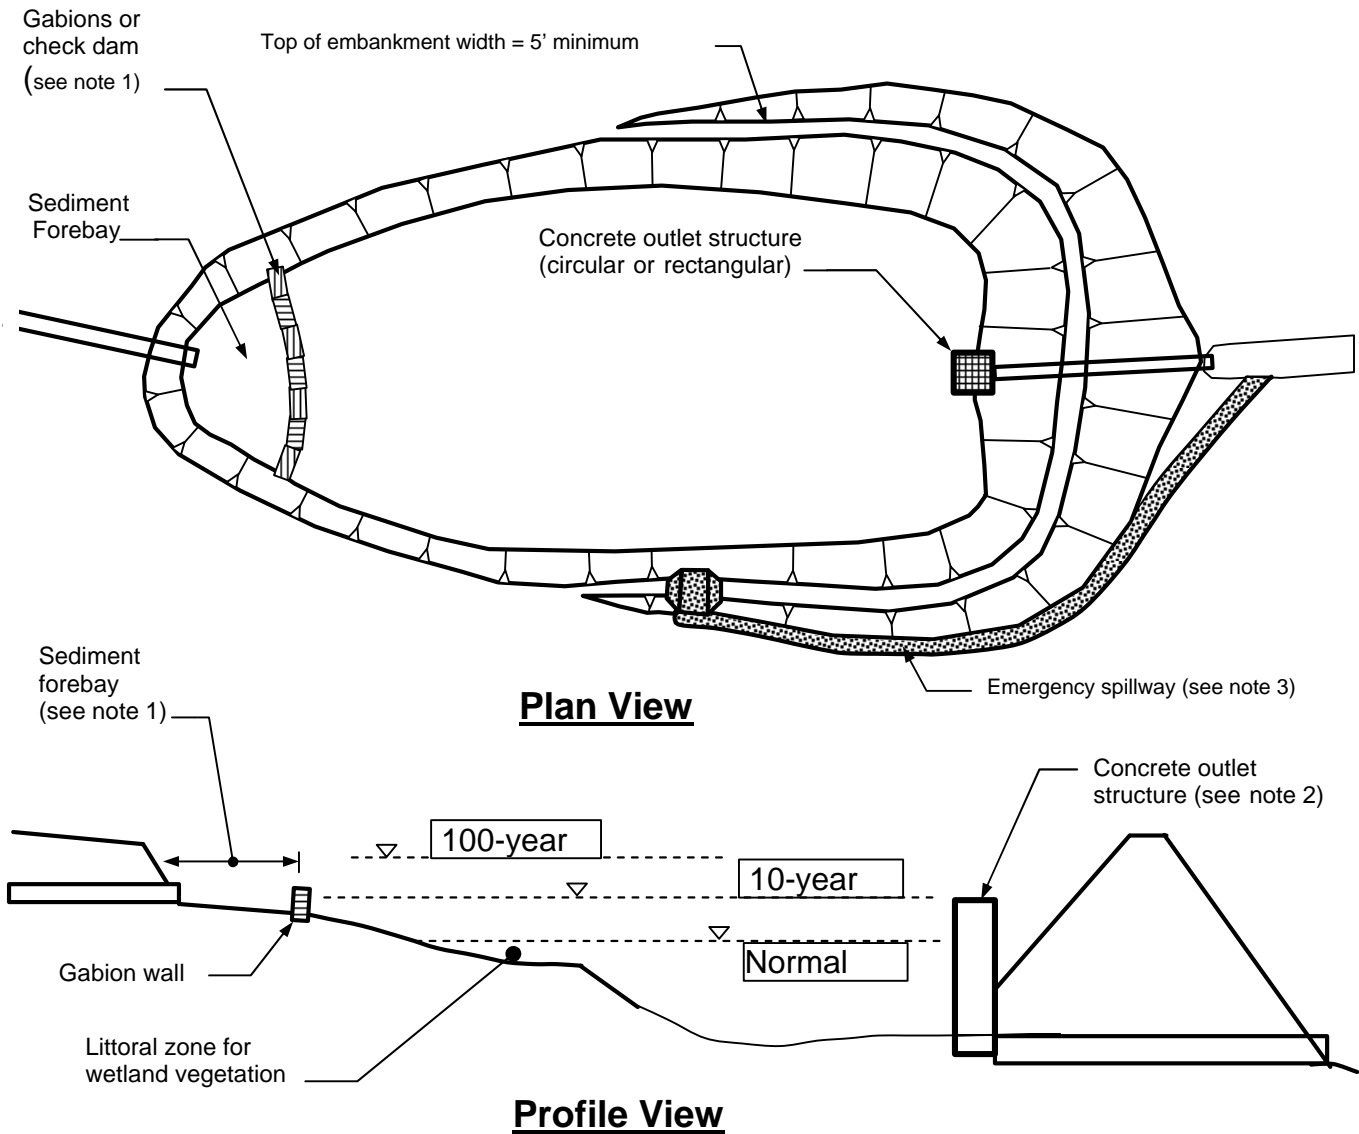 Gabions or
check dam
(see note 1)
Top of embankment width = 5’ minimum
Sediment
Forebay
Concrete outlet structure
(circular or rectangular)
Emergency spillway (see note 3)
Plan View
Sediment
forebay
(see note 1)
Concrete outlet
structure (see note 2)
100-year
10-year
Normal
Gabion wall
Littoral zone for
wetland vegetation
Profile View